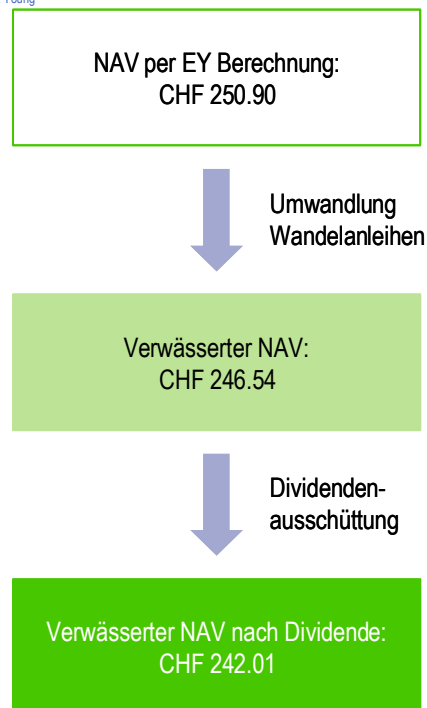 Young
NAV per EY Berechnung:
CHF 250.90
Umwandlung
Wandelanleihen
Verwässerter NAV:
CHF 246.54
Dividenden-
ausschüttung
Verwässerter NAV nach Dividende:
CHF 242.01